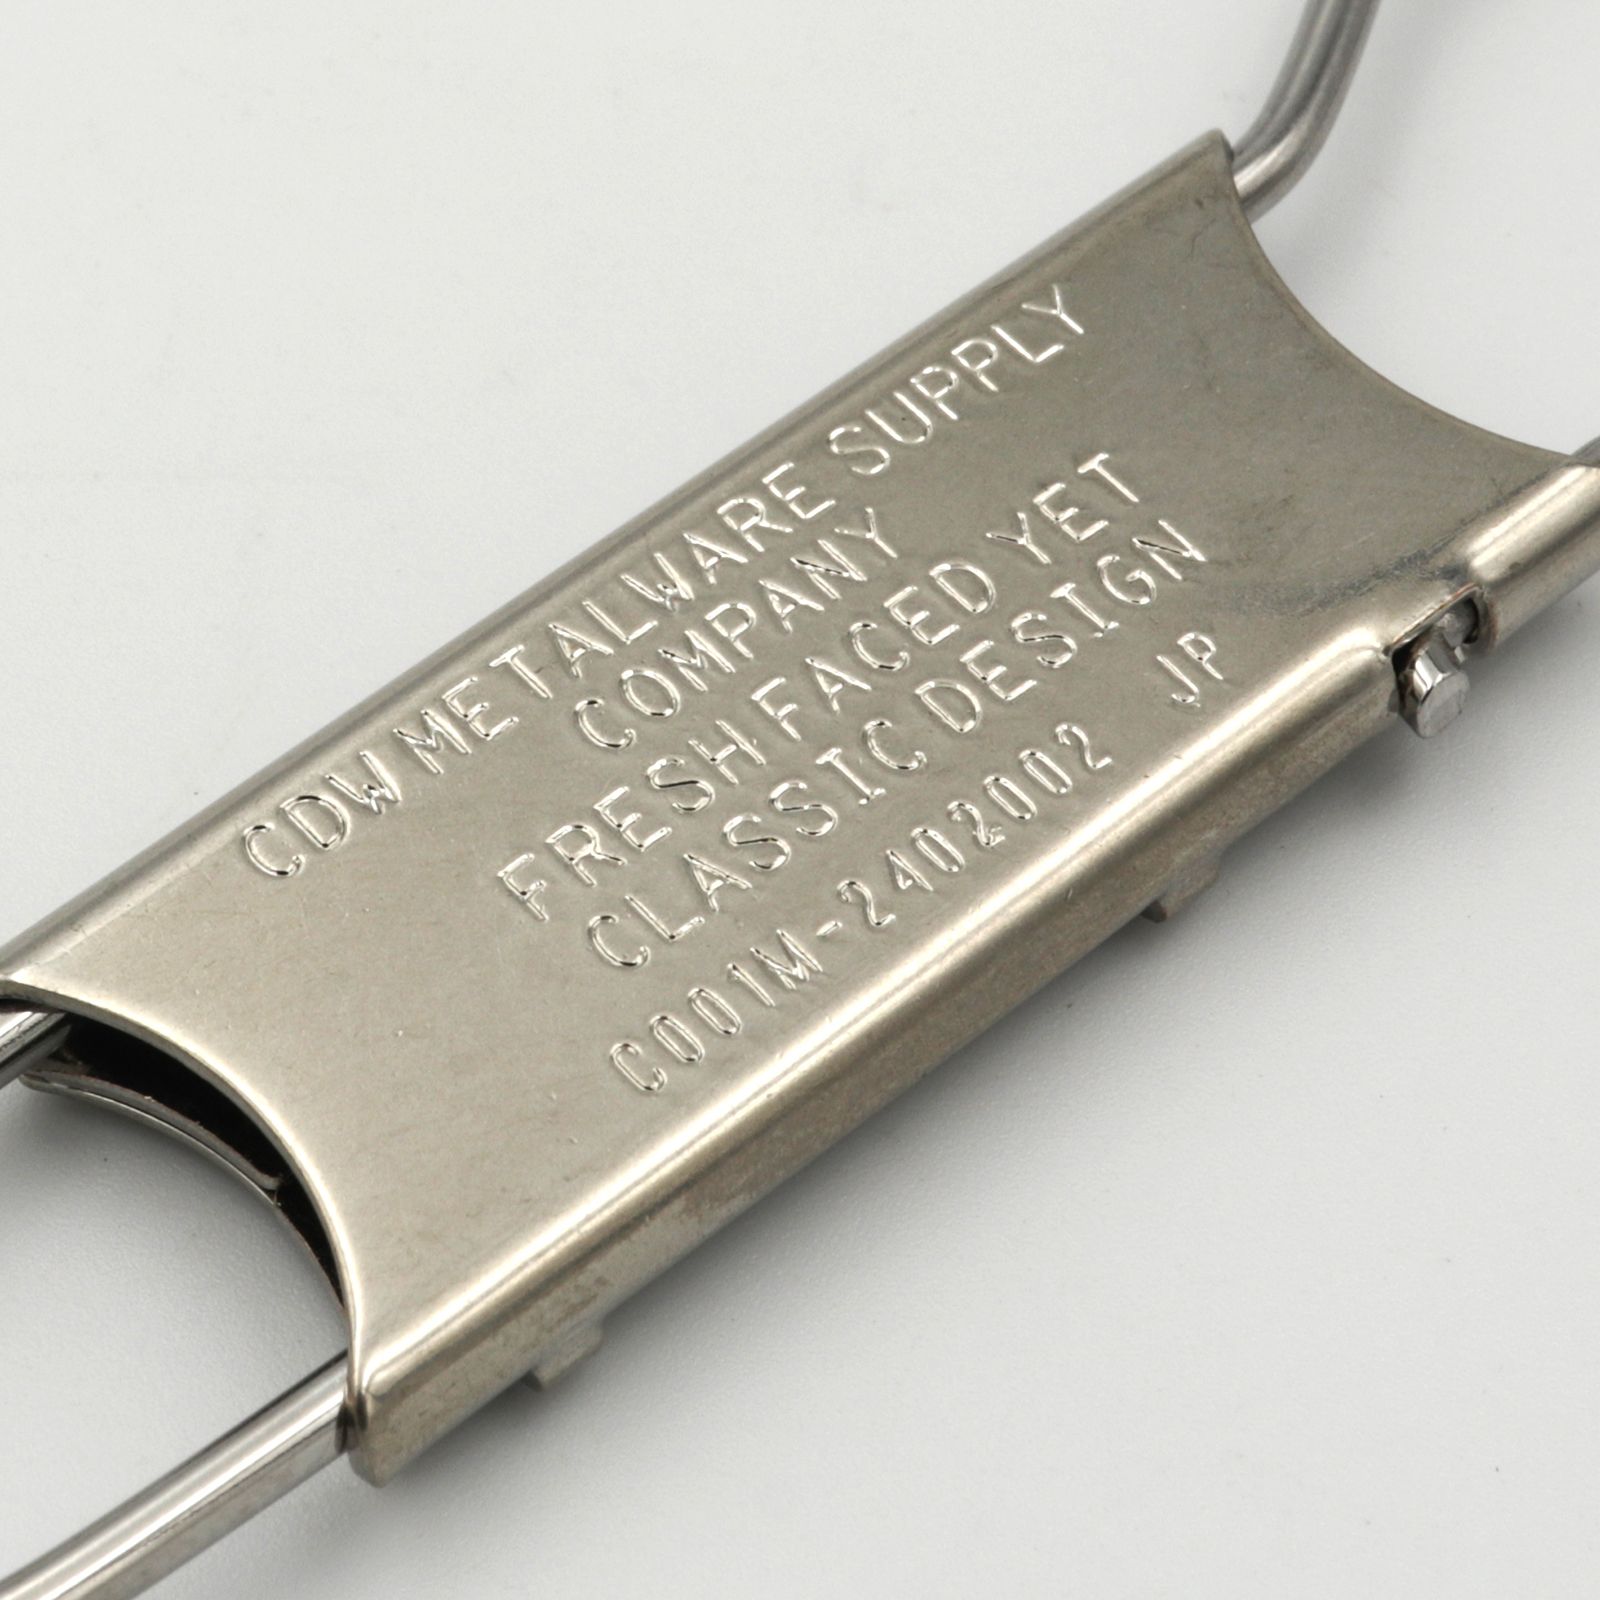 CDW METALWARE SUPPLY
COMPANY
FRESH FACED YET
CLASSIC DESIGN
C001M-2402002 JP